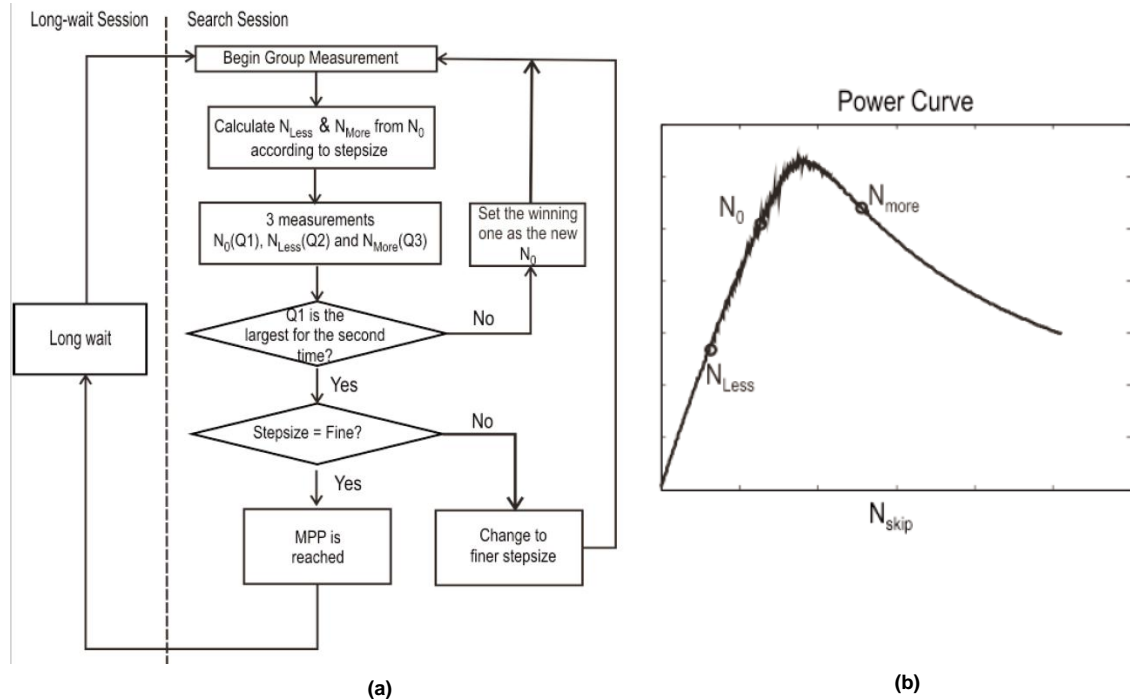 Long-wait Session
Search Session
Begin Group Measurement
Calculate N_Less & N_More from N_0
according to stepsize
3 measurements
N_0(Q1), N_Less(Q2) and N_More(Q3)
Set the winning
one as the new
N_0
Q1 is the
largest for the second
time?
No
Yes
Long wait
Stepsize = Fine?
No
Yes
MPP is
reached
Change to
finer stepsize
(a)
Power Curve
N_0
N_more
N_Less
N_skip
(b)